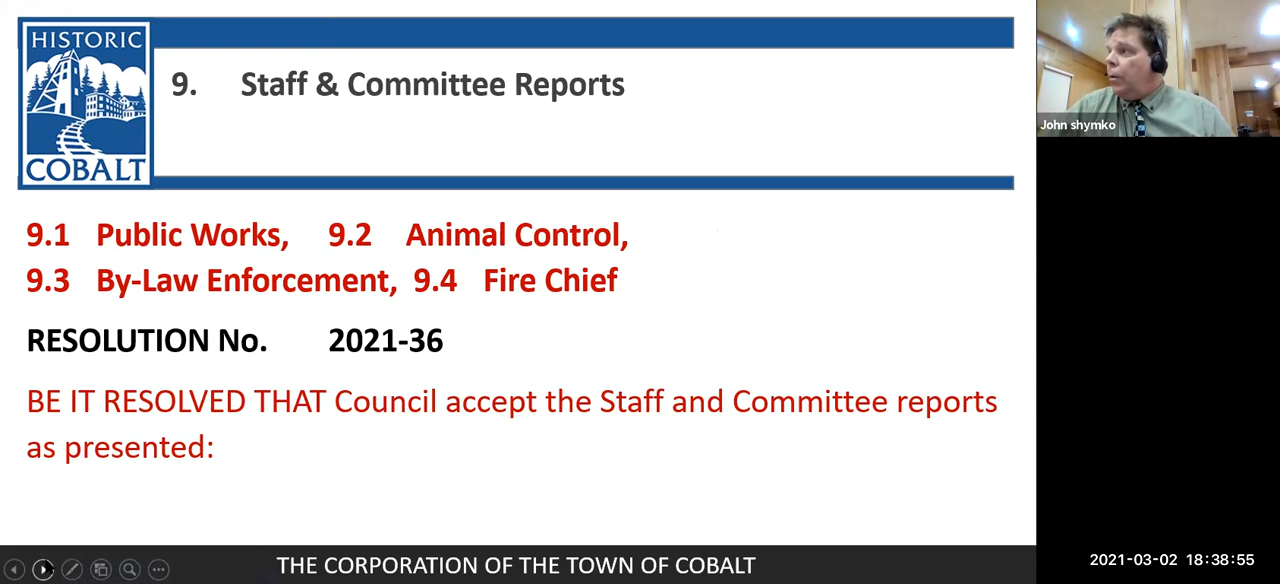 HISTORIC
COBALT
9. Staff & Committee Reports
John shymko
9.1 Public Works, 9.2 Animal Control,
9.3 By-Law Enforcement, 9.4 Fire Chief
RESOLUTION No. 2021-36
BE IT RESOLVED THAT Council accept the Staff and Committee reports
as presented:
THE CORPORATION OF THE TOWN OF COBALT
2021-03-02 18:38:55